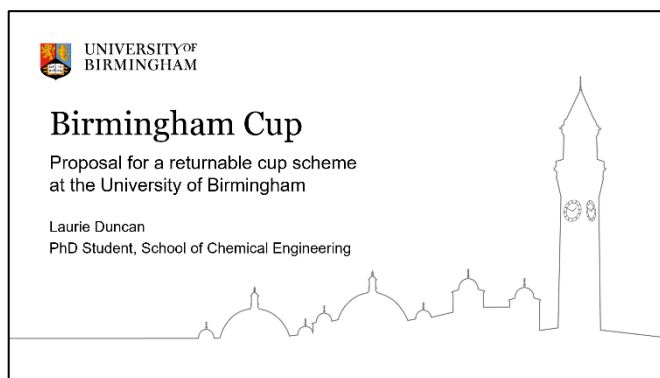 UNIVERSITY OF
BIRMINGHAM
Birmingham Cup
Proposal for a returnable cup scheme
at the University of Birmingham
Laurie Duncan
PhD Student, School of Chemical Engineering